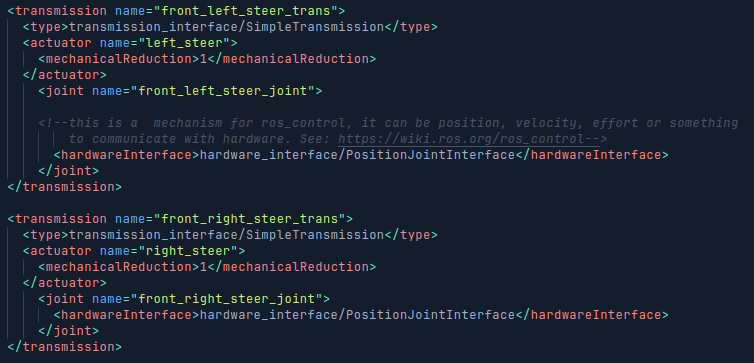 <transmission name="front_left_steer_trans">
<type>transmission_interface/SimpleTransmission</type>
<actuator name="left_steer">
<mechanicalReduction>1</mechanicalReduction>
</actuator>
<joint name="front_left_steer_joint">
<!--this is a  mechanism for ros_control, it can be position, velocity, effort or something
to communicate with hardware. See: https://wiki.ros.org/ros_control-->
<hardwareInterface>hardware_interface/PositionJointInterface</hardwareInterface>
</joint>
</transmission>
<transmission name="front_right_steer_trans">
<type>transmission_interface/SimpleTransmission</type>
<actuator name="right_steer">
<mechanicalReduction>1</mechanicalReduction>
</actuator>
<joint name="front_right_steer_joint">
<hardwareInterface>hardware_interface/PositionJointInterface</hardwareInterface>
</joint>
</transmission>